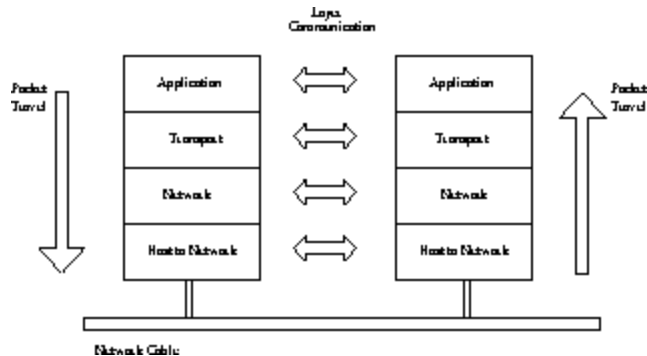 Layer
Communication
Packet
Travel
Application
Application
Packet
Travel
Transport
Transport
Network
Network
Host to Network
Host to Network
Network Cable